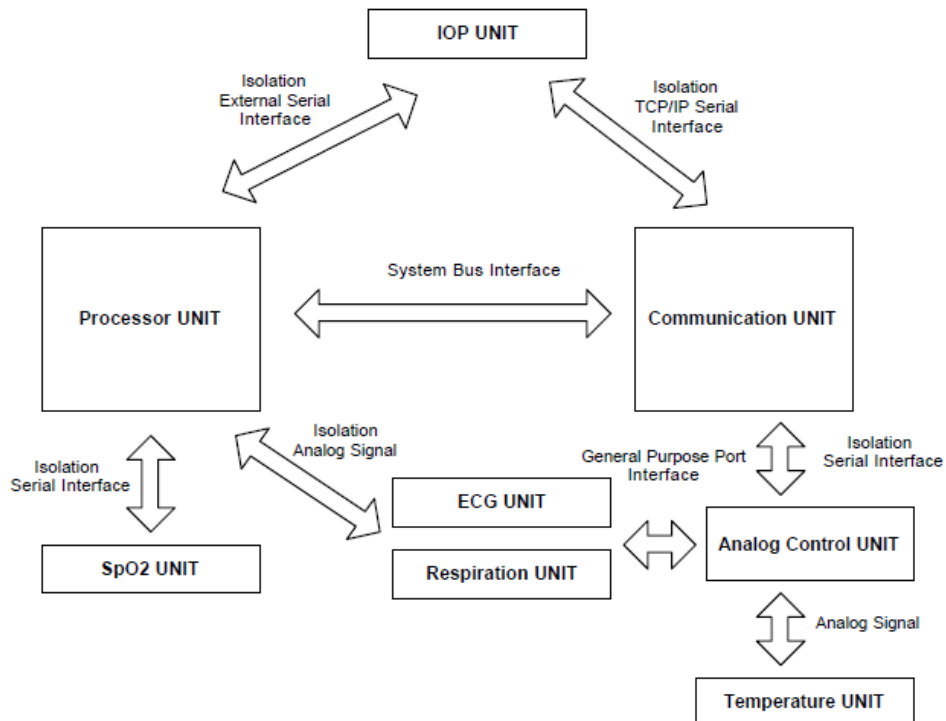 IOP UNIT
Isolation
External Serial
Interface
Isolation
TCP/IP Serial
Interface
Processor UNIT
System Bus Interface
Communication UNIT
Isolation
Serial Interface
Isolation
Analog Signal
General Purpose Port
Interface
Isolation
Serial Interface
ECG UNIT
Respiration UNIT
SpO2 UNIT
Analog Control UNIT
Analog Signal
Temperature UNIT